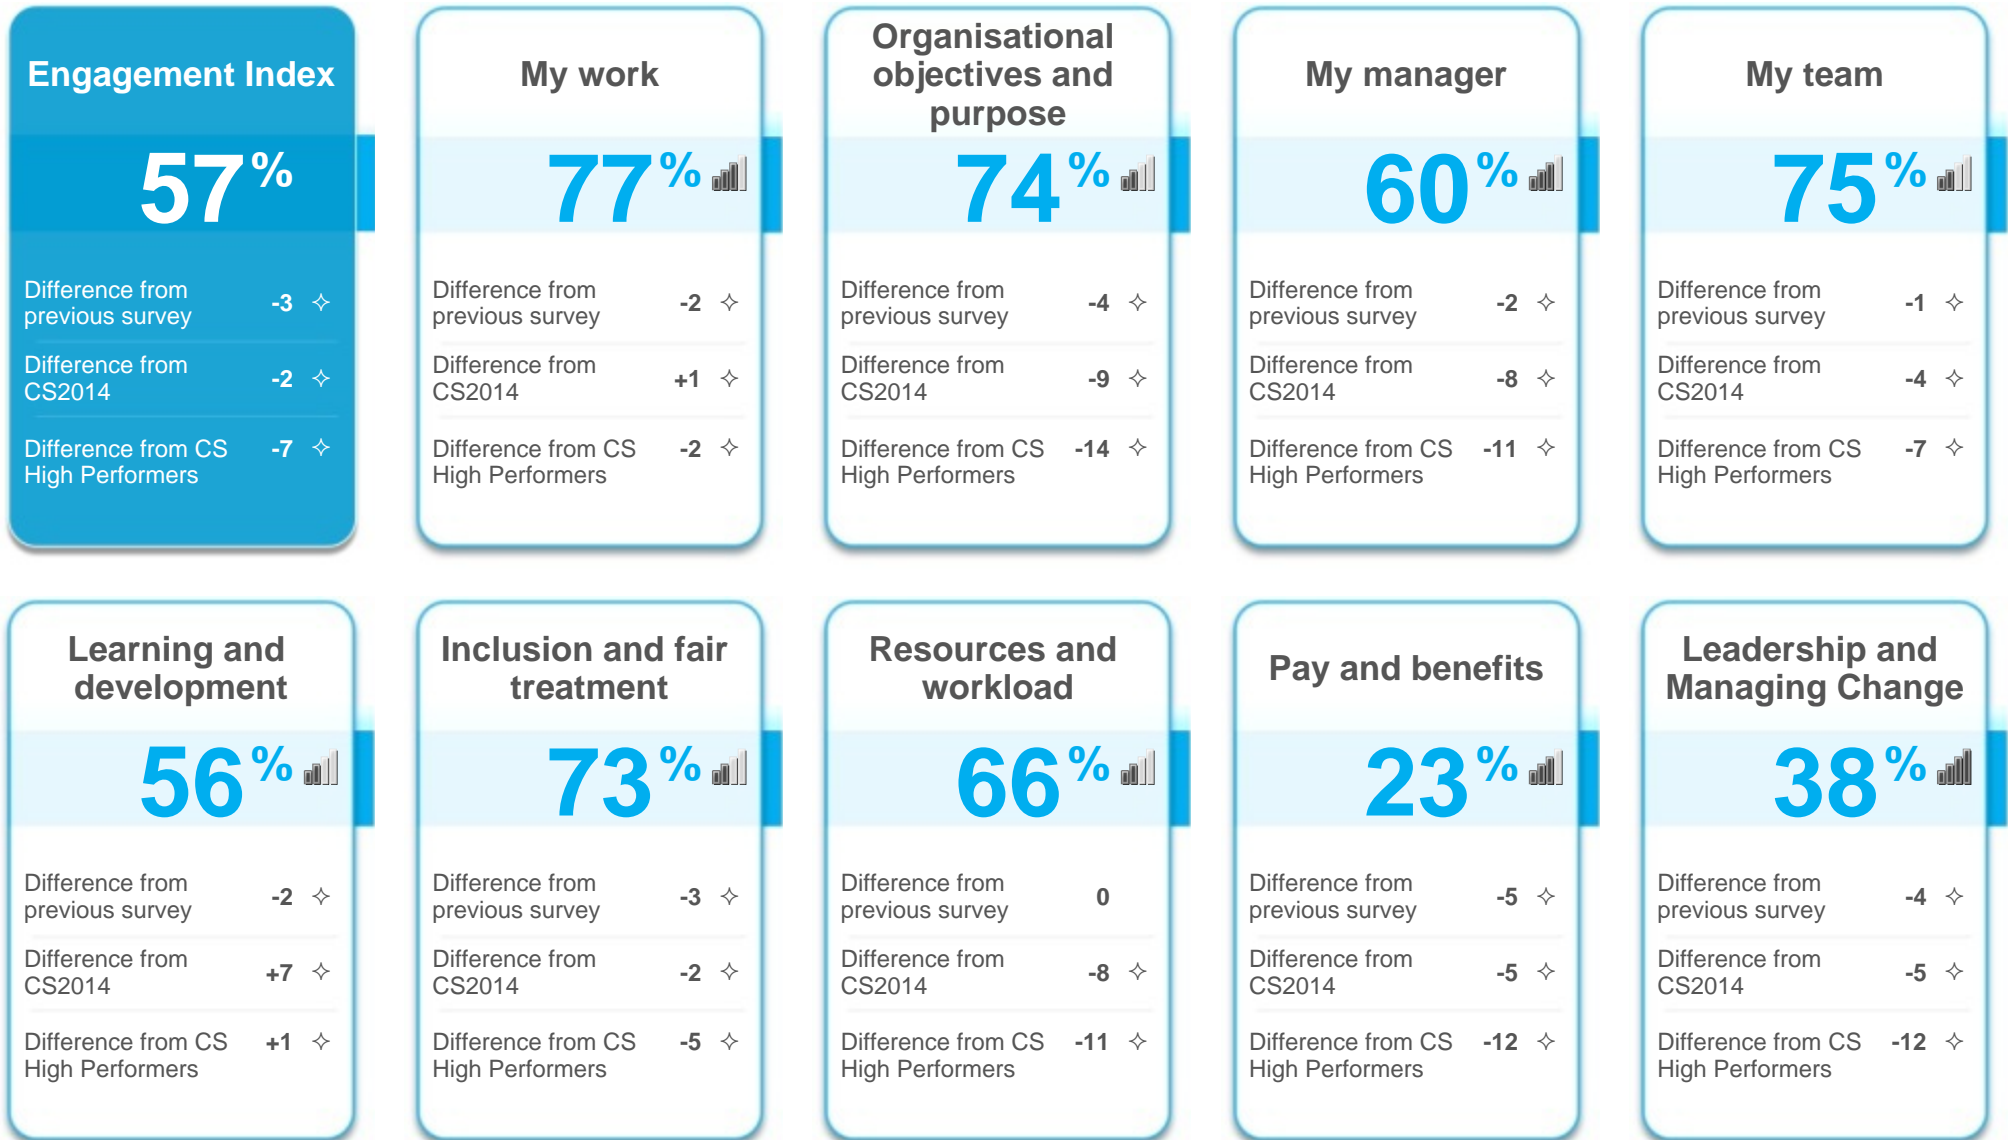 Engagement Index
57%
Difference from
previous survey
-3 ✧
Difference from
CS2014
-2 ✧
Difference from CS
High Performers
-7 ✧
My work
77%
Difference from
previous survey
-2 ✧
Difference from
CS2014
+1 ✧
Difference from CS
High Performers
-2 ✧
Organisational
objectives and
purpose
74%
Difference from
previous survey
-4 ✧
Difference from
CS2014
-9 ✧
Difference from CS
High Performers
-14 ✧
My manager
60%
Difference from
previous survey
-2 ✧
Difference from
CS2014
-8 ✧
Difference from CS
High Performers
-11 ✧
My team
75%
Difference from
previous survey
-1 ✧
Difference from
CS2014
-4 ✧
Difference from CS
High Performers
-7 ✧
Learning and
development
56%
Difference from
previous survey
-2 ✧
Difference from
CS2014
+7 ✧
Difference from CS
High Performers
+1 ✧
Inclusion and fair
treatment
73%
Difference from
previous survey
-3 ✧
Difference from
CS2014
-2 ✧
Difference from CS
High Performers
-5 ✧
Resources and
workload
66%
Difference from
previous survey
0
Difference from
CS2014
-8 ✧
Difference from CS
High Performers
-11 ✧
Pay and benefits
23%
Difference from
previous survey
-5 ✧
Difference from
CS2014
-5 ✧
Difference from CS
High Performers
-12 ✧
Leadership and
Managing Change
38%
Difference from
previous survey
-4 ✧
Difference from
CS2014
-5 ✧
Difference from CS
High Performers
-12 ✧